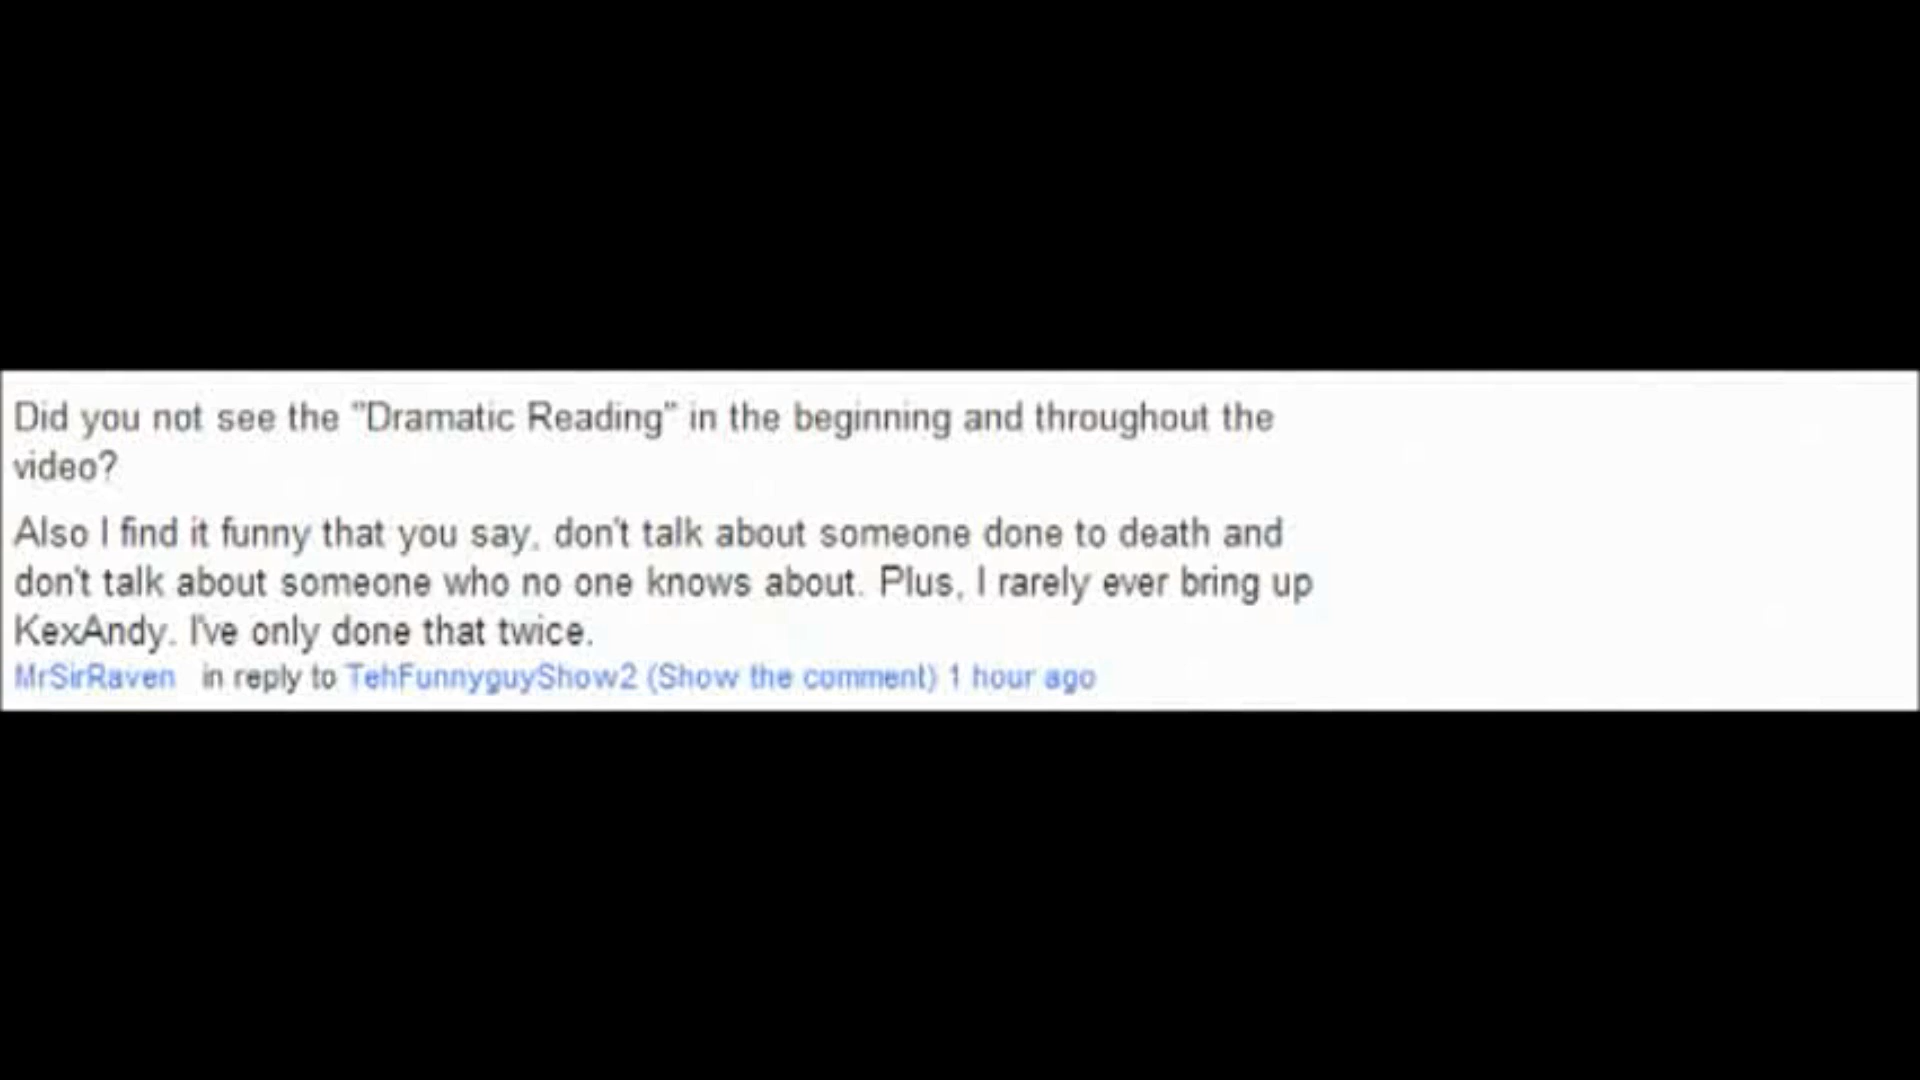 Did you not see the "Dramatic Reading" in the beginning and throughout the
video?
Also I find it funny that you say, don't talk about someone done to death and
don't talk about someone who no one knows about. Plus, I rarely ever bring up
KexAndy. I've only done that twice.
MrSirRaven in reply to TehFunnyguyShow2 (Show the comment) 1 hour ago